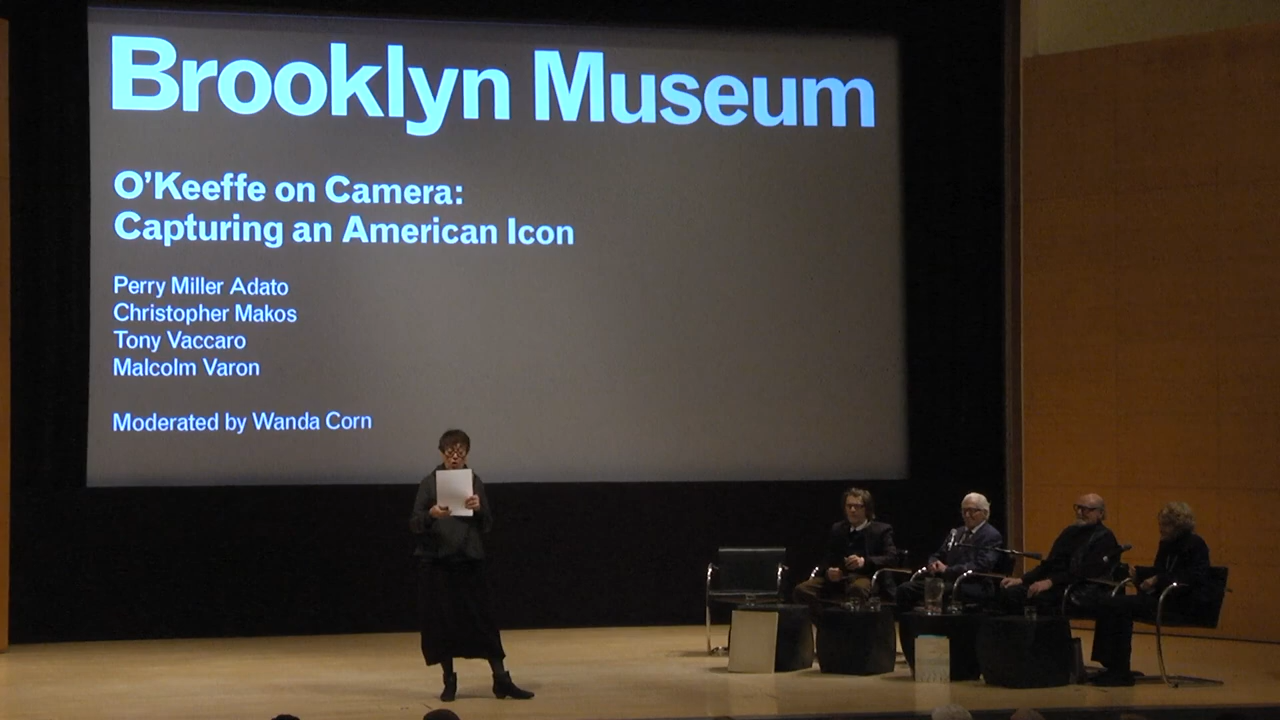 Brooklyn Museum
O’Keeffe on Camera:
Capturing an American Icon
Perry Miller Adato
Christopher Makos
Tony Vaccaro
Malcolm Varon
Moderated by Wanda Corn